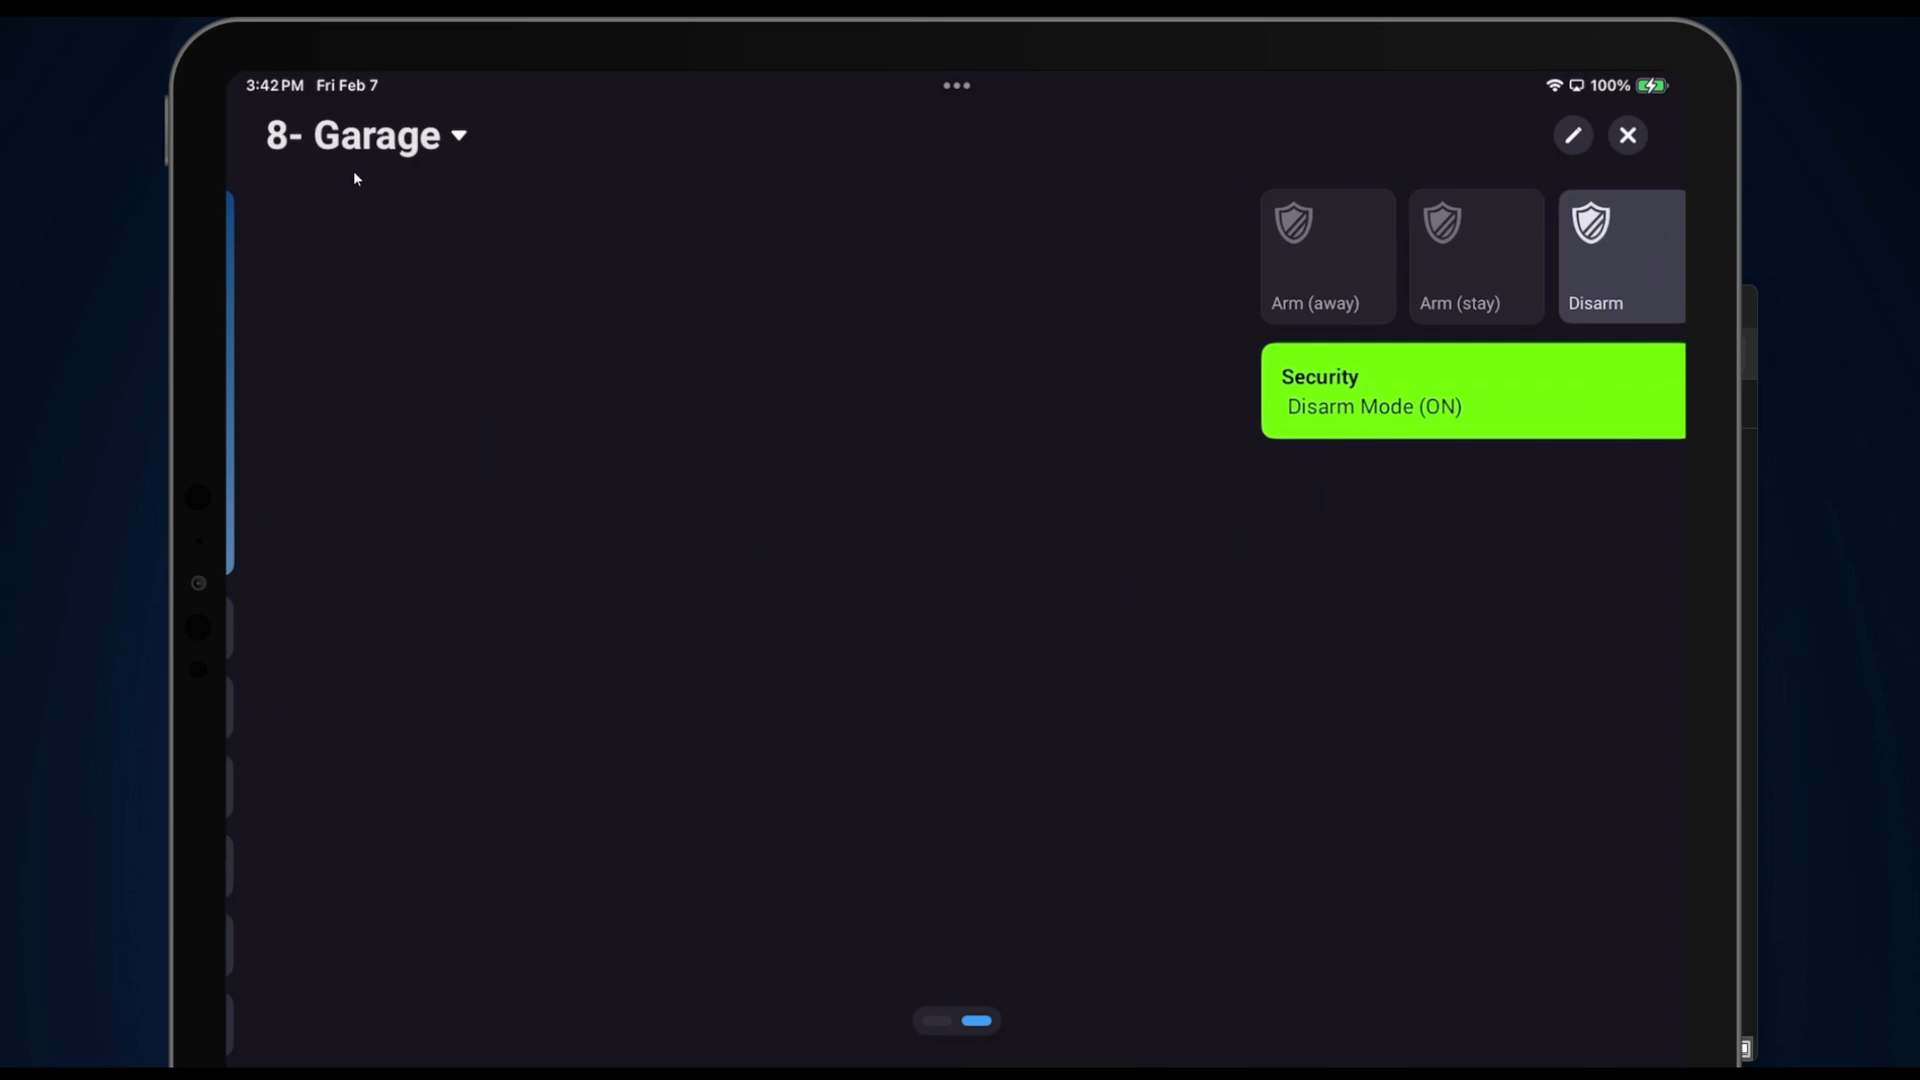 3:42 PM Fri Feb 7
100%
8- Garage
Arm (away)
Arm (stay)
Disarm
Security
Disarm Mode (ON)